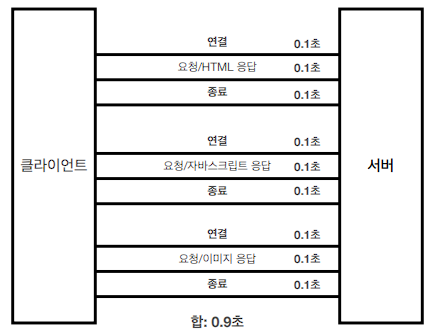 연결 0.1초
요청/HTML 응답 0.1초
종료 0.1초
연결 0.1초
클라이언트 요청/자바스크립트 응답 0.1초 서버
종료 0.1초
연결 0.1초
요청/이미지 응답 0.1초
종료 0.1초
합: 0.9초